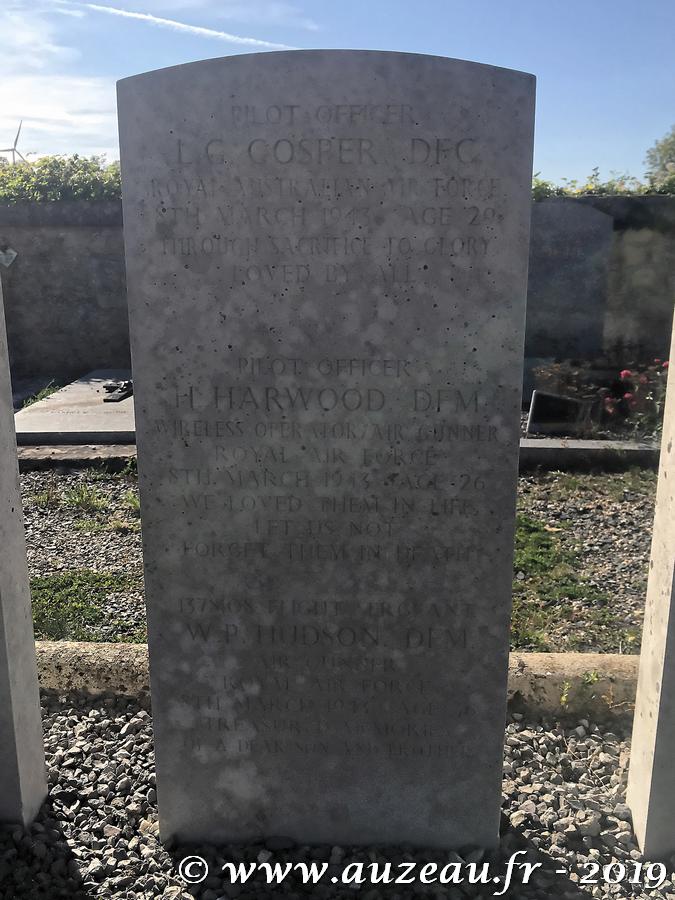 PILOT OFFICER
L.G. GOSPER DFC
ROYAL AUSTRALIAN AIR FORCE
8TH MARCH 1943 AGE 29
THROUGH SACRIFICE TO GLORY
LOVED BY ALL
PILOT OFFICER
H. HARWOOD DFM
WIRELESS OPERATOR/AIR GUNNER
ROYAL AIR FORCE
8TH MARCH 1943 AGE 26
WE LOVED THEM IN LIFE,
LET US NOT
FORGET THEM IN DEATH
FLIGHT SERGEANT
W.P. HUDSON DFM
AIR GUNNER
ROYAL AIR FORCE
8TH MARCH 1943 AGE
TREASURED MEMORIES
OF A DEAR SON AND BROTHER
© www.auzeau.fr - 2019